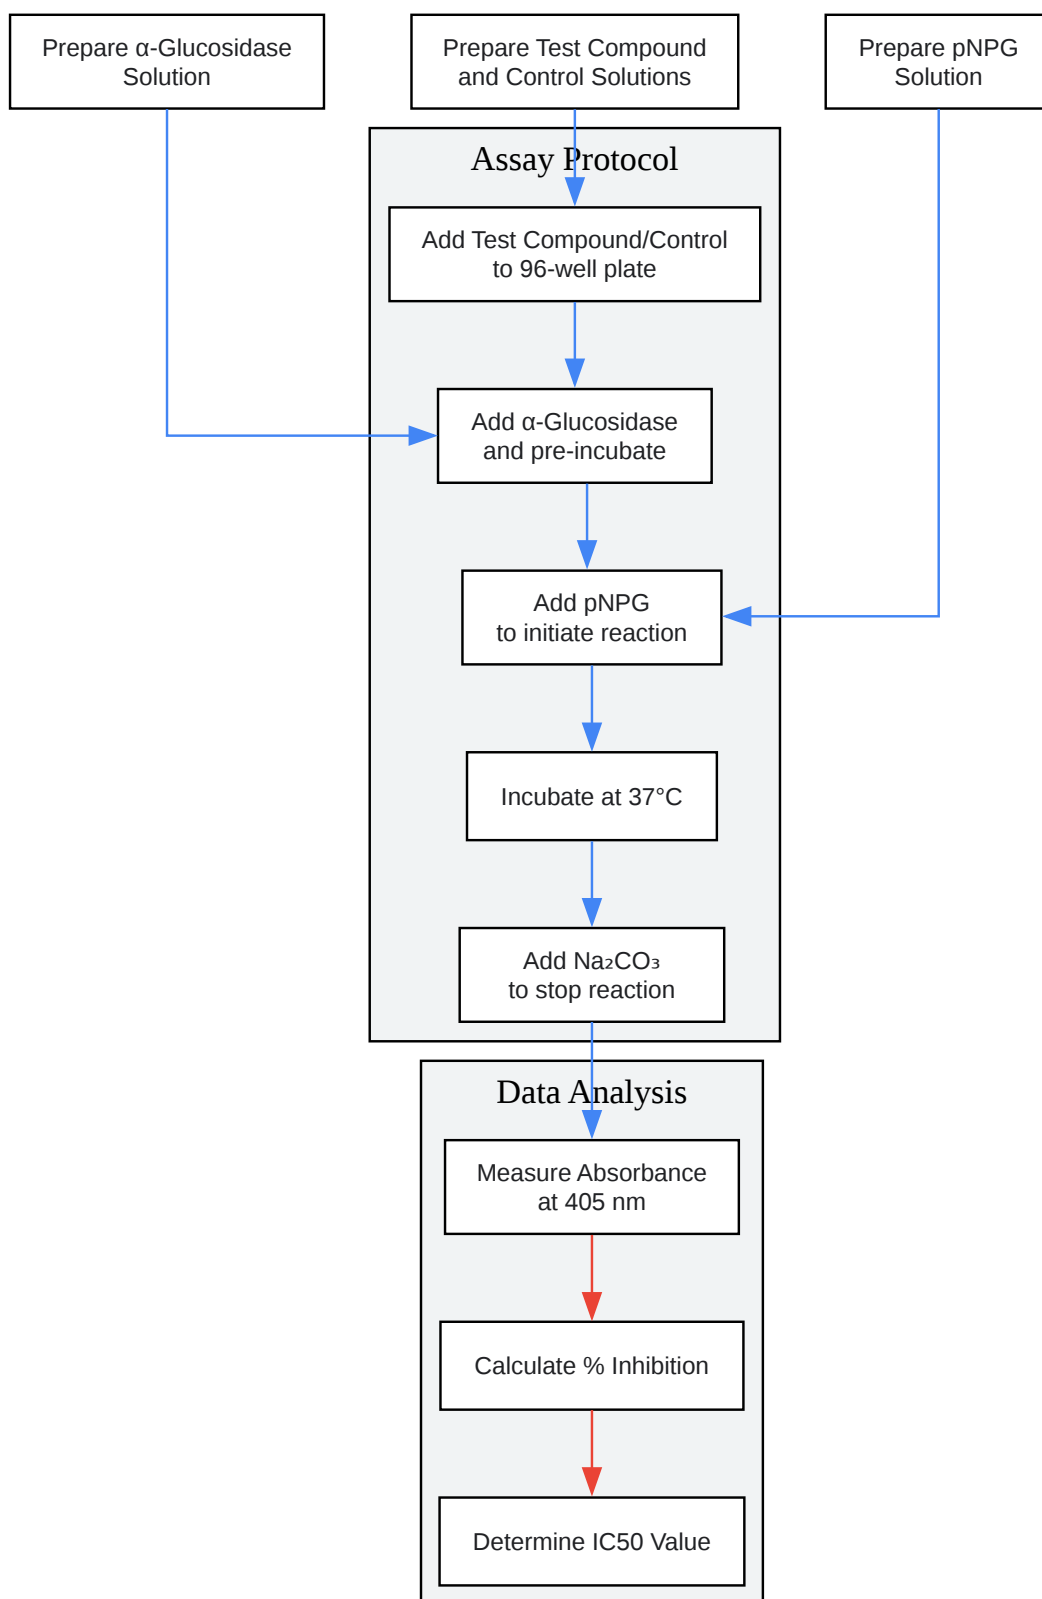 Prepare α-Glucosidase
Solution
Prepare Test Compound
and Control Solutions
Prepare pNPG
Solution
Assay Protocol
Add Test Compound/Control
to 96-well plate
Add α-Glucosidase
and pre-incubate
Add pNPG
to initiate reaction
Incubate at 37°C
Add Na₂CO₃
to stop reaction
Data Analysis
Measure Absorbance
at 405 nm
Calculate % Inhibition
Determine IC50 Value